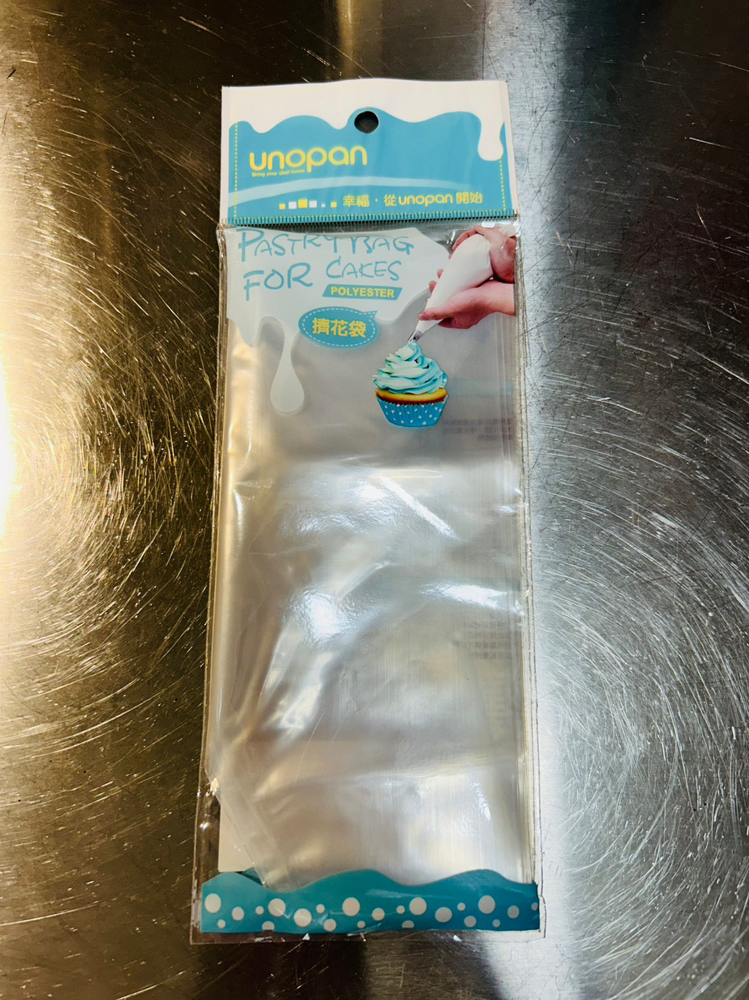 unopan
Bring your chef home
幸福・從unopan開始
PASTRY BAG
FOR CAKES
POLYESTER
擠花袋